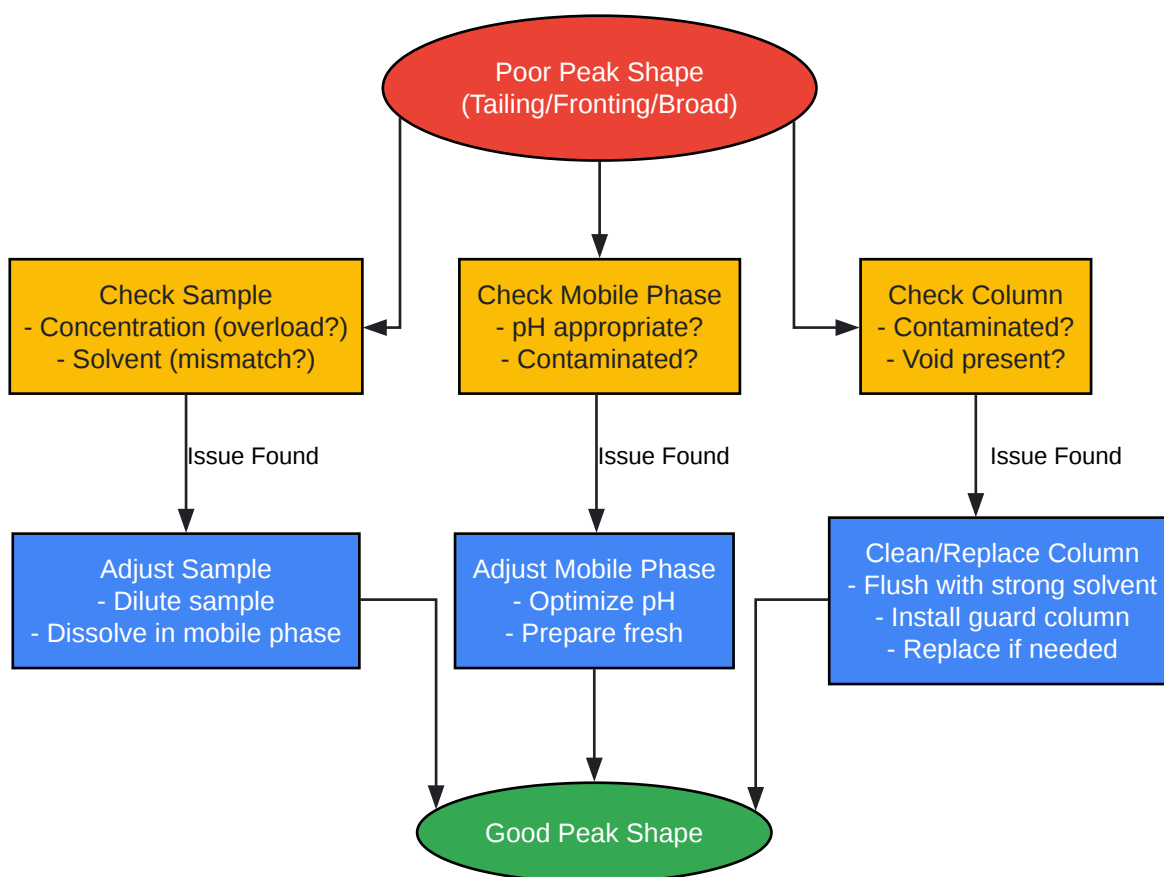 Poor Peak Shape
(Tailing/Fronting/Broad)
Check Sample
- Concentration (overload?)
- Solvent (mismatch?)
Check Mobile Phase
- pH appropriate?
- Contaminated?
Check Column
- Contaminated?
- Void present?
Issue Found
Issue Found
Issue Found
Adjust Sample
- Dilute sample
- Dissolve in mobile phase
Adjust Mobile Phase
- Optimize pH
- Prepare fresh
Clean/Replace Column
- Flush with strong solvent
- Install guard column
- Replace if needed
Good Peak Shape